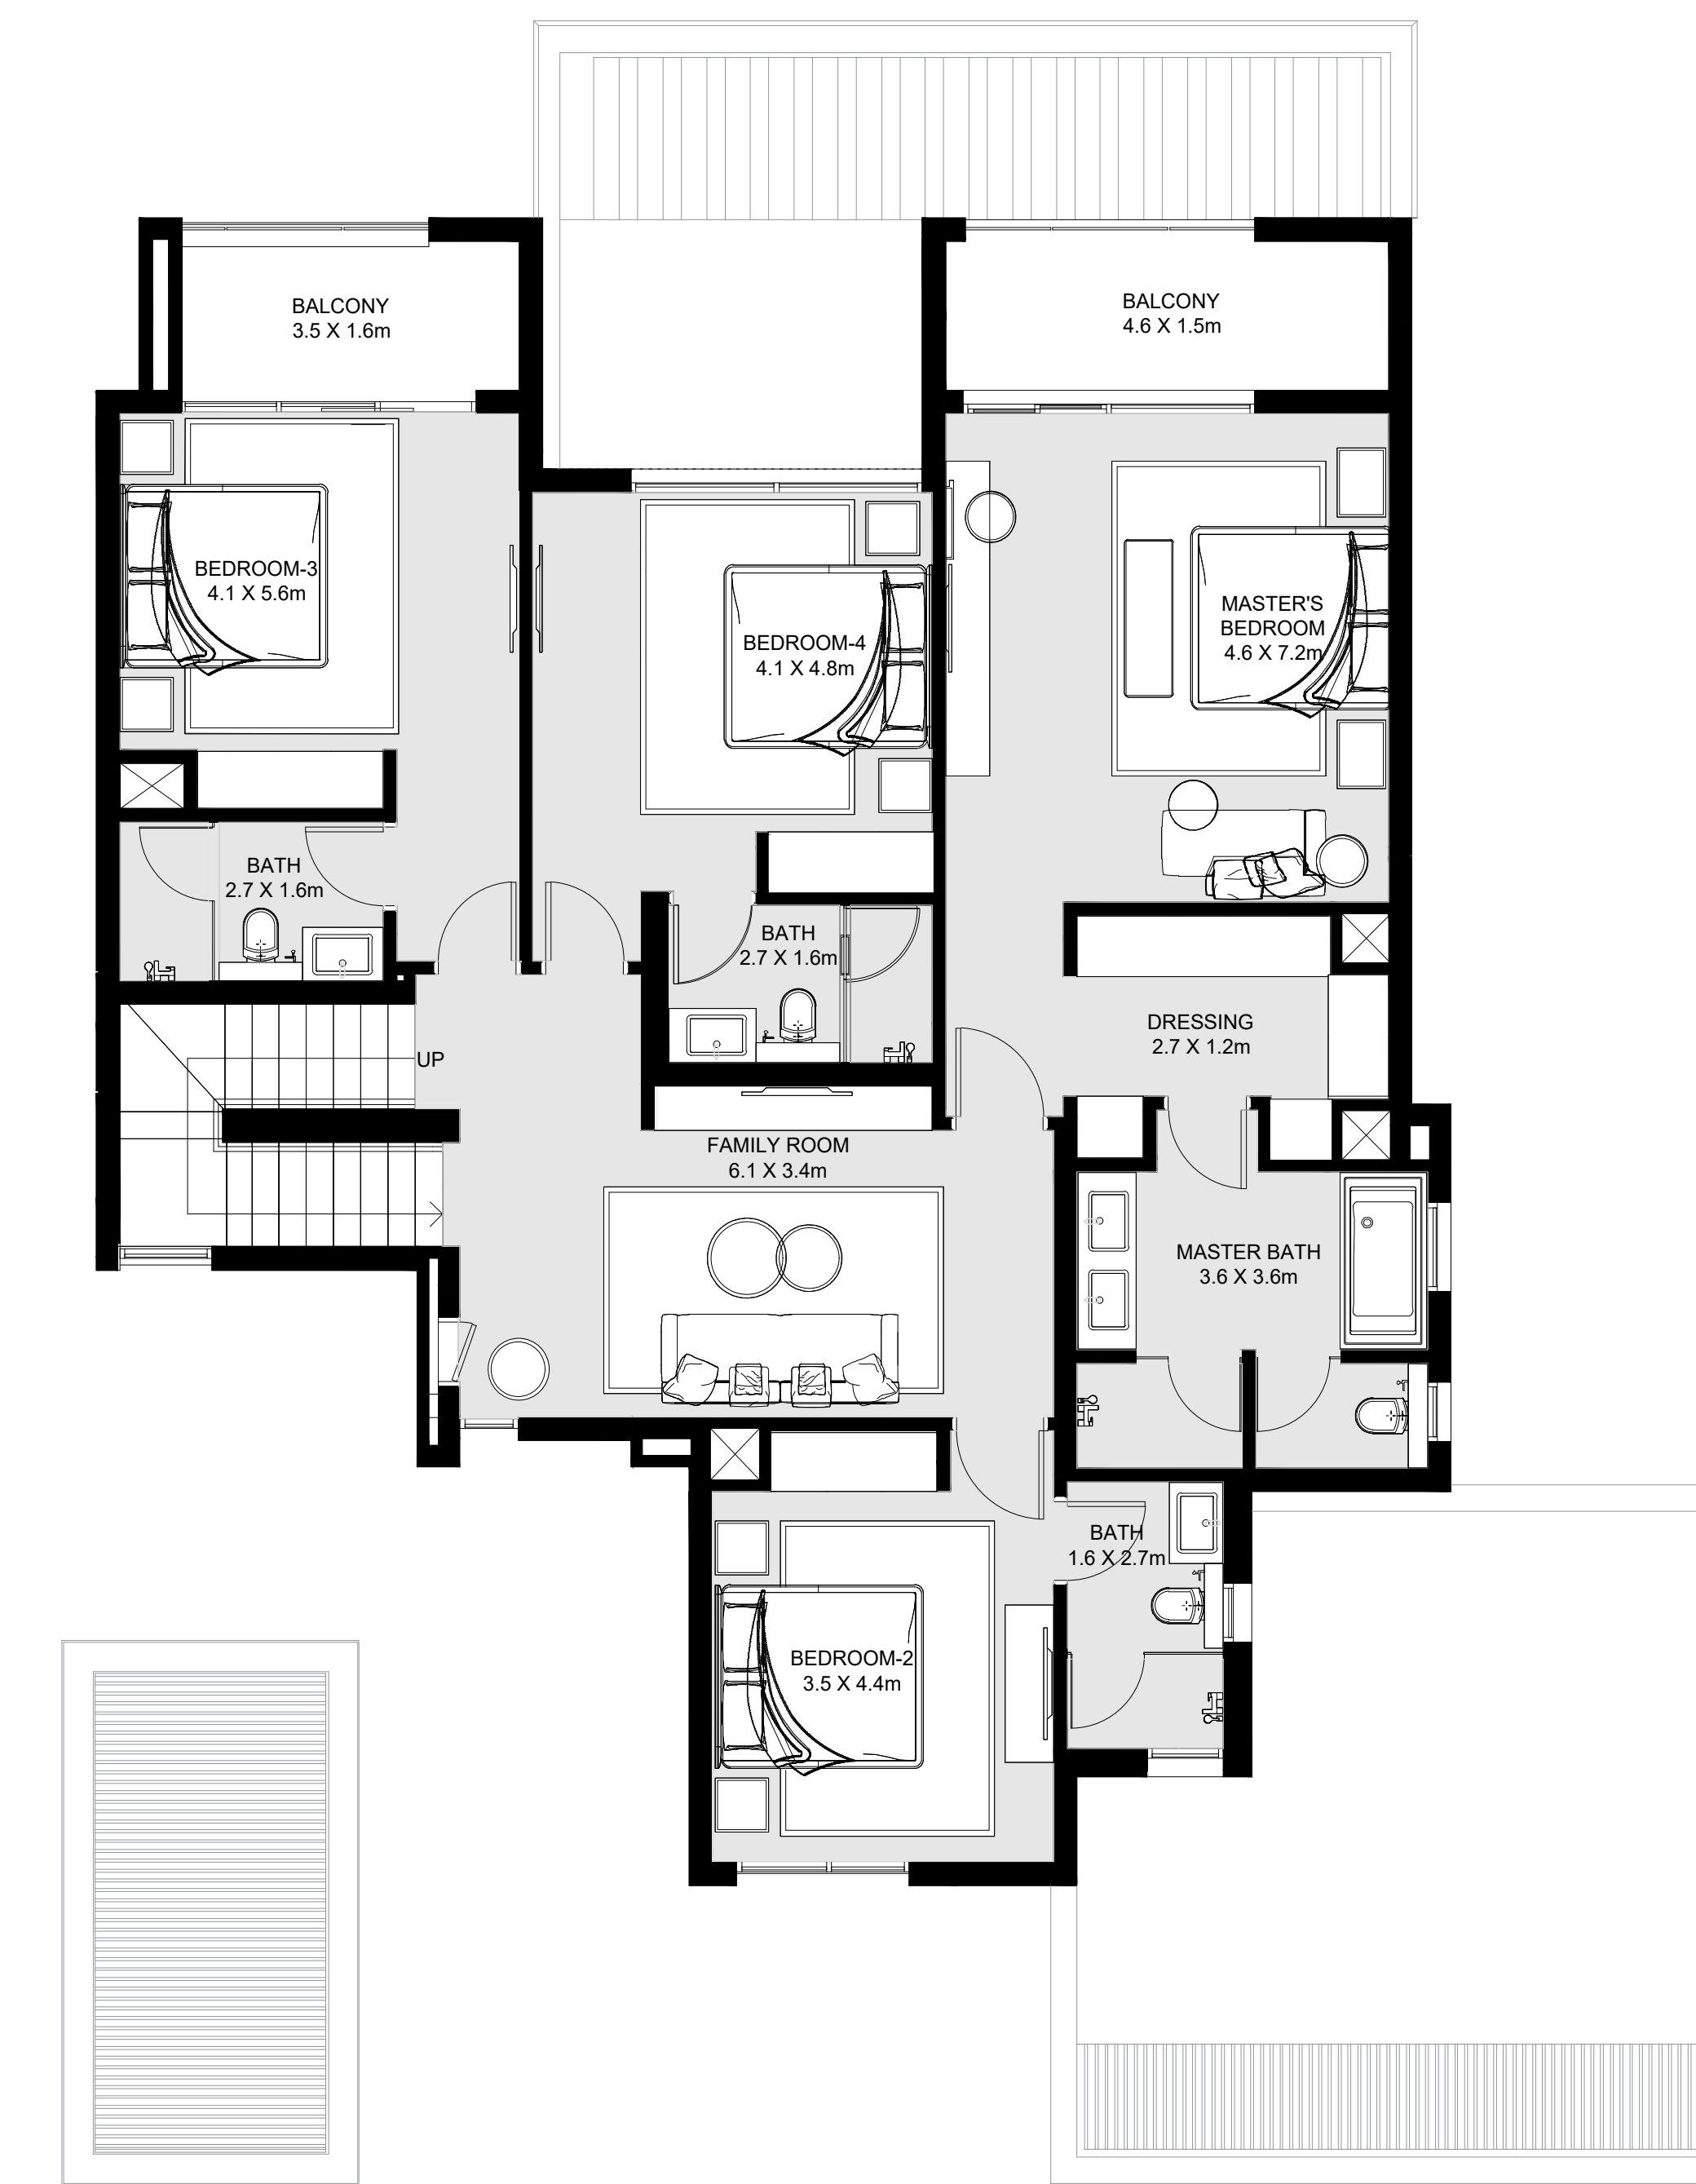 BALCONY
3.5 X 1.6m
BALCONY
4.6 X 1.5m
BEDROOM-3
4.1 X 5.6m
BEDROOM-4
4.1 X 4.8m
MASTER'S
BEDROOM
4.6 X 7.2m
BATH
2.7 X 1.6m
BATH
2.7 X 1.6m
DRESSING
2.7 X 1.2m
UP
FAMILY ROOM
6.1 X 3.4m
MASTER BATH
3.6 X 3.6m
BATH
1.6 X 2.7m
BEDROOM-2
3.5 X 4.4m